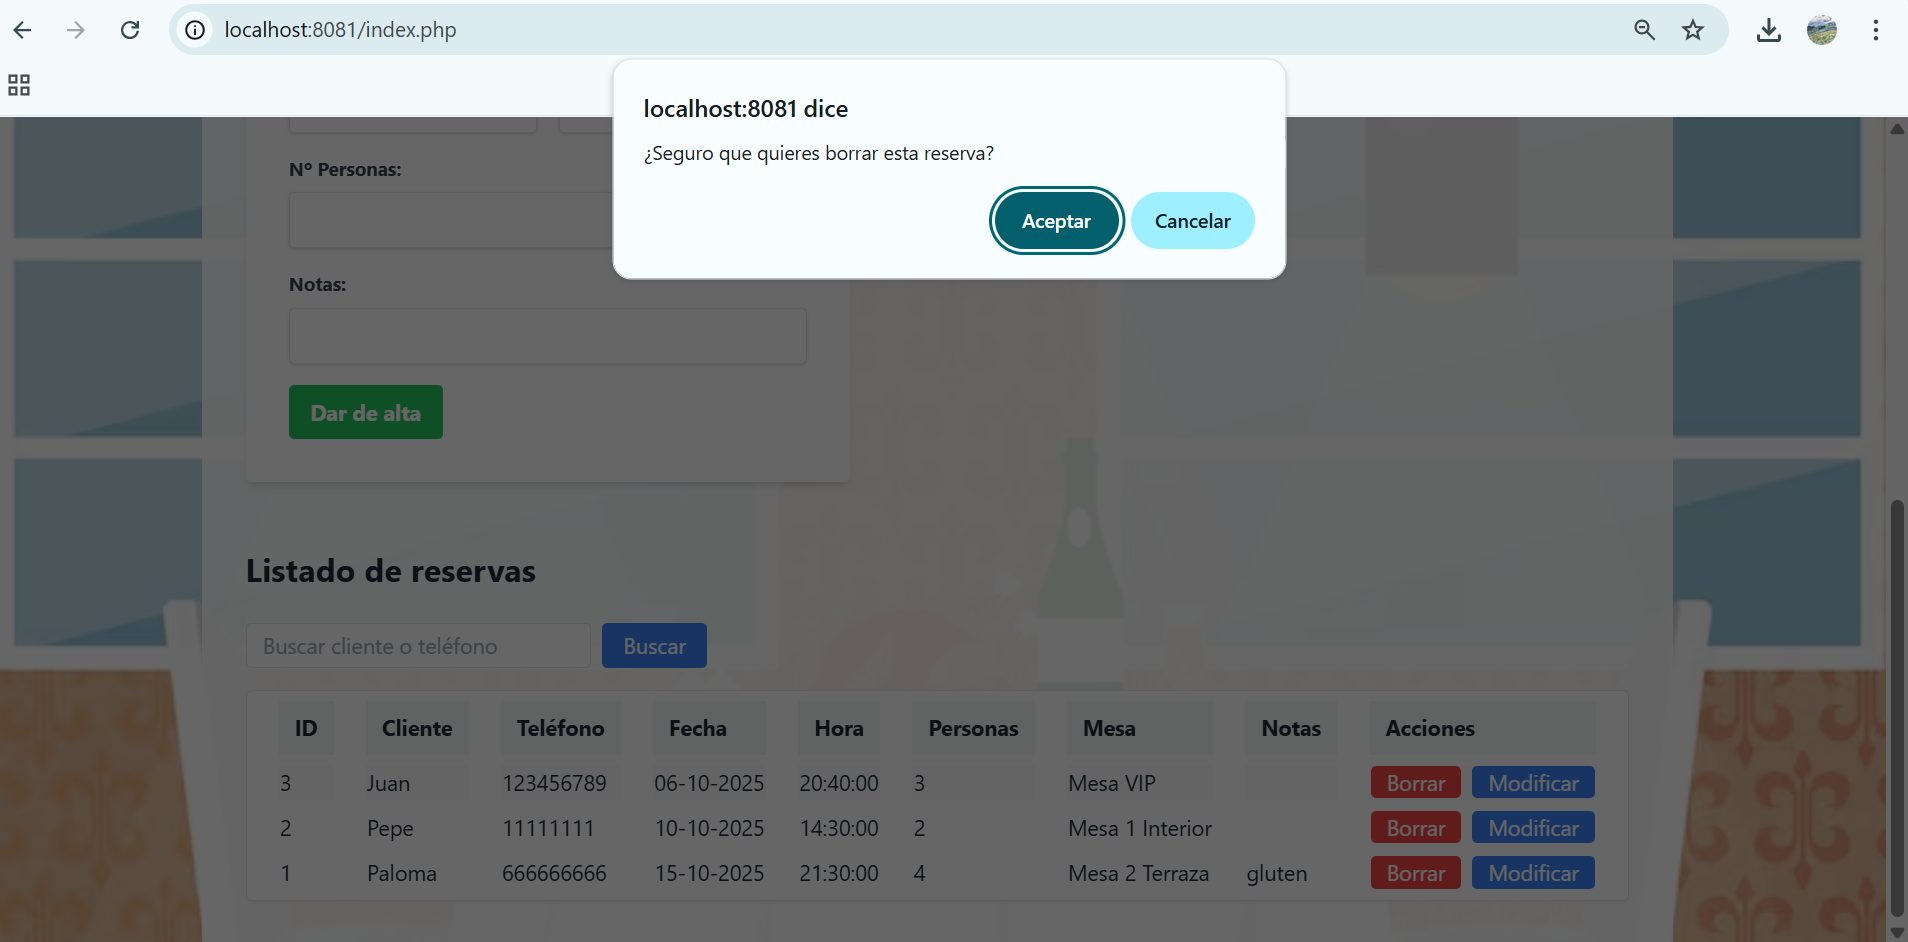 localhost:8081/index.php
localhost:8081 dice
¿Seguro que quieres borrar esta reserva?
Aceptar Cancelar
Nº Personas:
Notas:
Dar de alta
Listado de reservas
Buscar cliente o teléfono Buscar
ID Cliente Teléfono Fecha Hora Personas Mesa Notas Acciones
3 Juan 123456789 06-10-2025 20:40:00 3 Mesa VIP Borrar Modificar
2 Pepe 11111111 10-10-2025 14:30:00 2 Mesa 1 Interior Borrar Modificar
1 Paloma 666666666 15-10-2025 21:30:00 4 Mesa 2 Terraza gluten Borrar Modificar